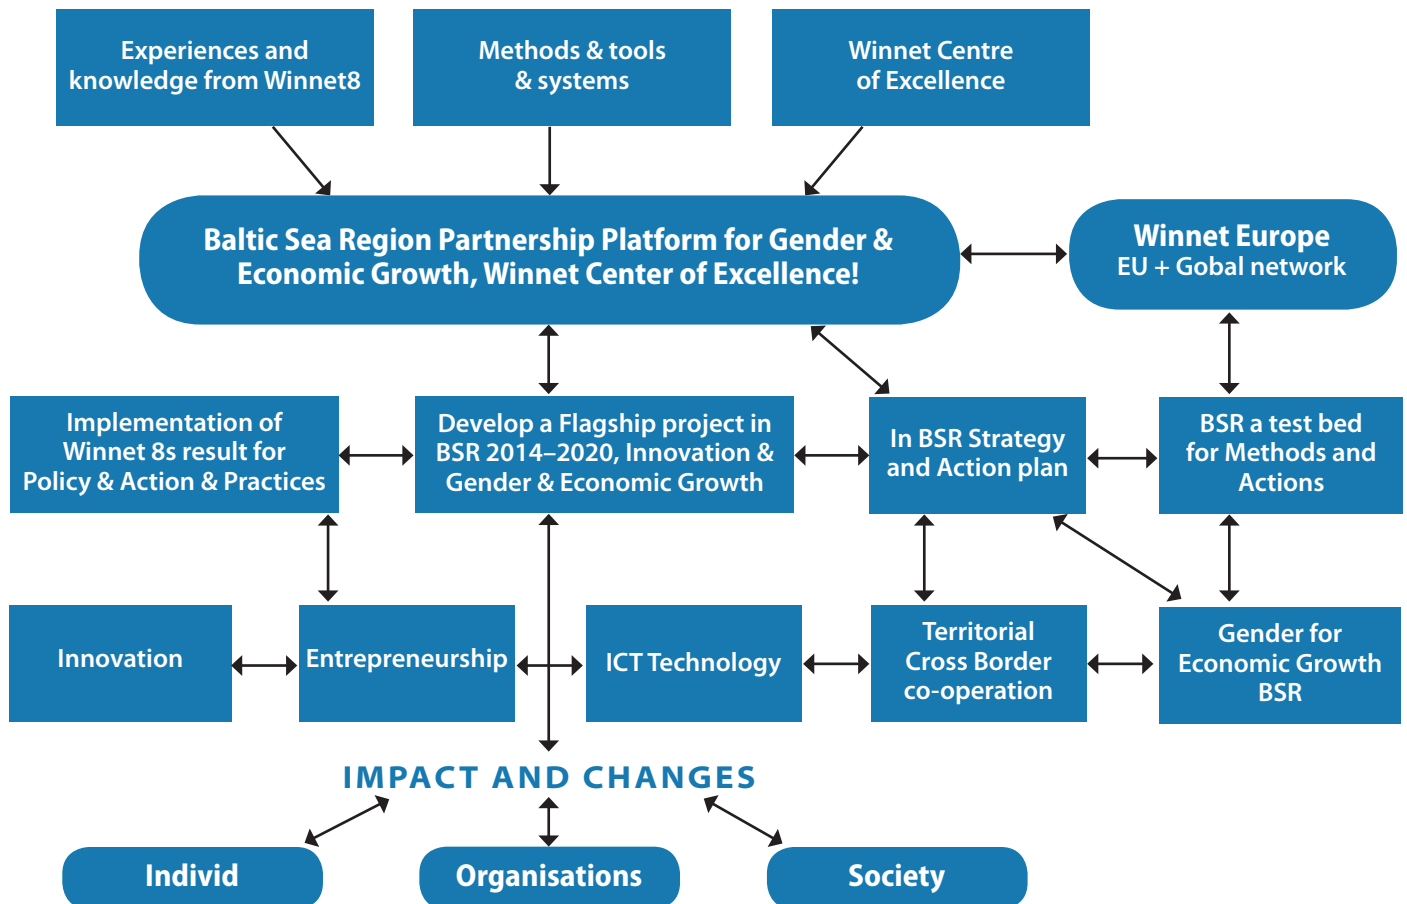 Experiences and
knowledge from Winnet8
Methods & tools
& systems
Winnet Centre
of Excellence
Baltic Sea Region Partnership Platform for Gender &
Economic Growth, Winnet Center of Excellence!
Winnet Europe
EU + Gobal network
Implementation of
Winnet 8s result for
Policy & Action & Practices
Develop a Flagship project in
BSR 2014–2020, Innovation &
Gender & Economic Growth
In BSR Strategy
and Action plan
BSR a test bed
for Methods and
Actions
Innovation
Entrepreneurship
ICT Technology
Territorial
Cross Border
co-operation
Gender for
Economic Growth
BSR
IMPACT AND CHANGES
Individ
Organisations
Society